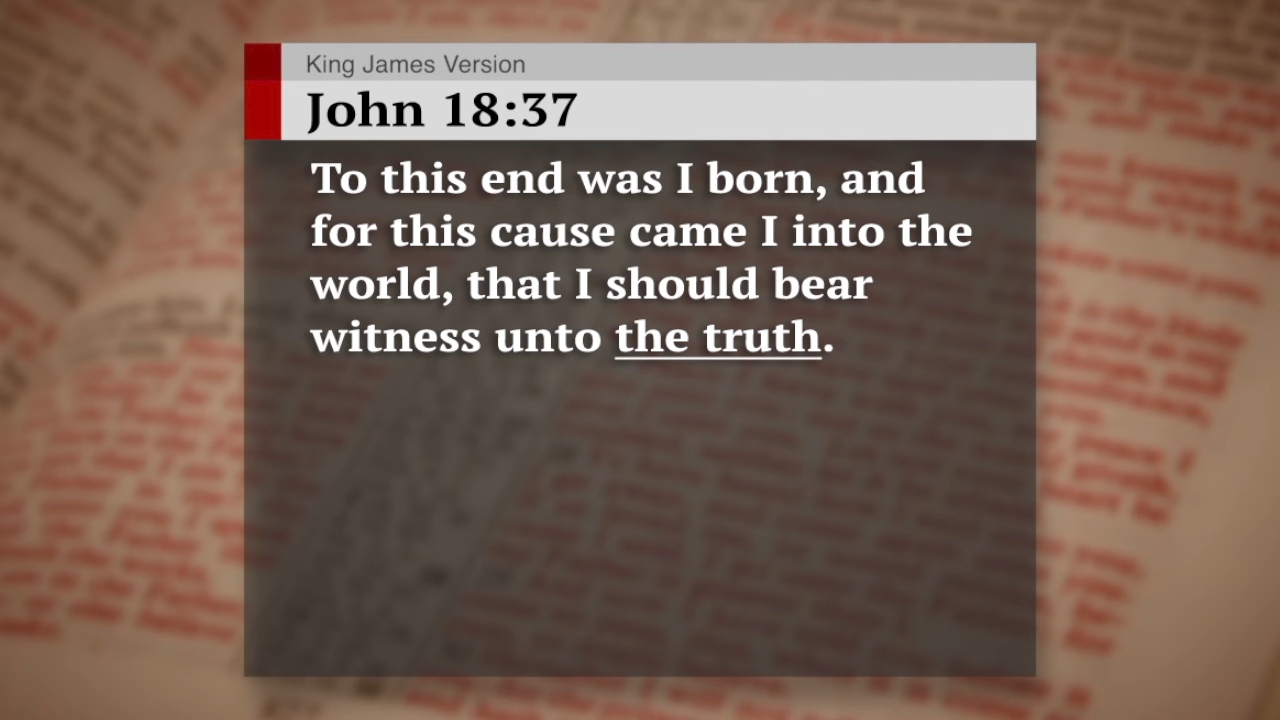 King James Version
John 18:37
To this end was I born, and
for this cause came I into the
world, that I should bear
witness unto the truth.